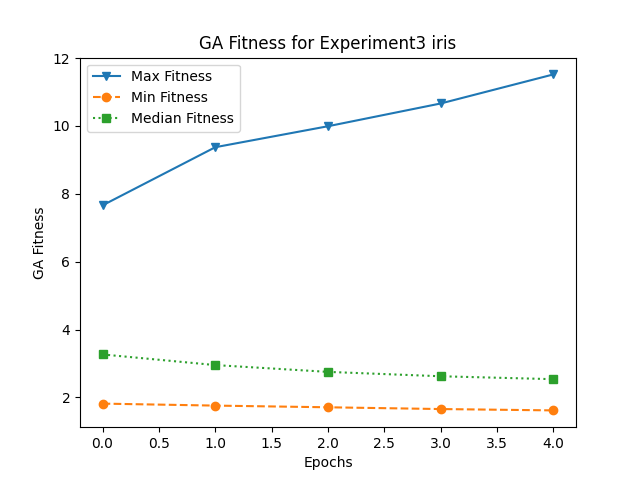 GA Fitness for Experiment3 iris
Max Fitness
Min Fitness
Median Fitness
GA Fitness
12
10
8
6
4
2
0.0 0.5 1.0 1.5 2.0 2.5 3.0 3.5 4.0
Epochs